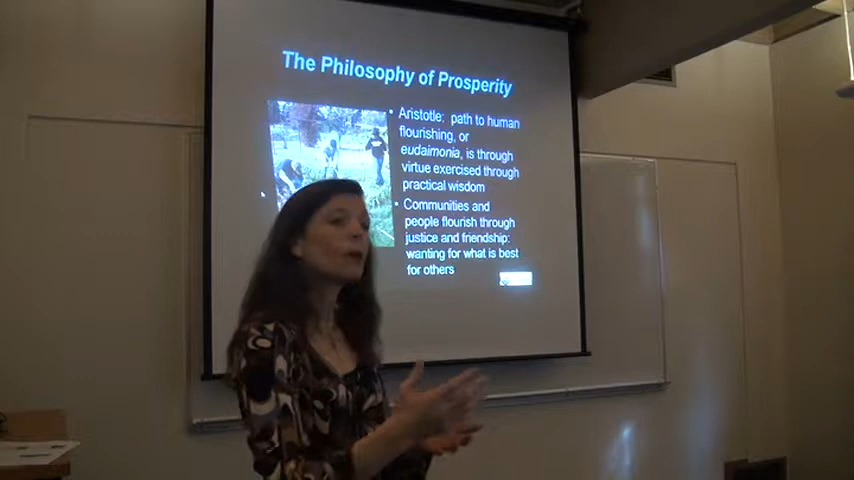 The Philosophy of Prosperity
• Aristotle: path to human
flourishing, or
eudaimonia, is through
virtue exercised through
practical wisdom
• Communities and
people flourish through
justice and friendship:
wanting for what is best
for others